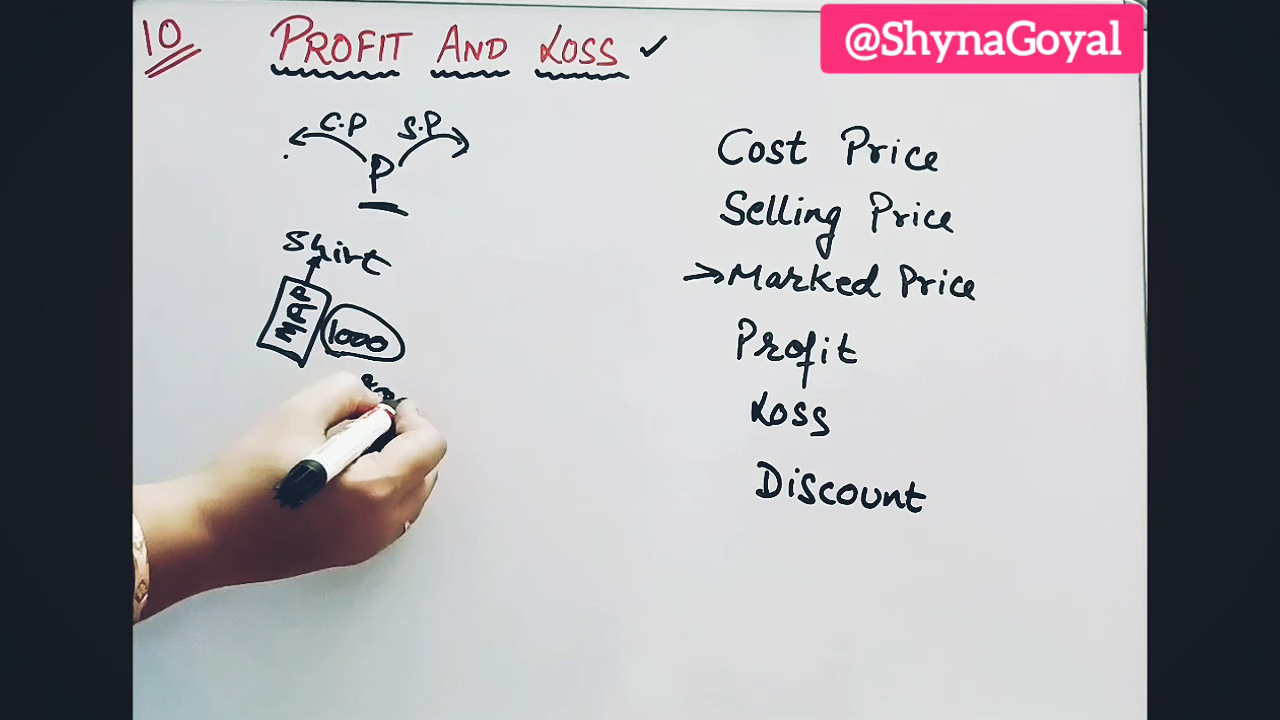 10 PROFIT AND LOSS ✓
@ShynaGoyal
C.P S.P
P
Shirt
MRP 1000
Cost Price
Selling Price
→Marked Price
Profit
Loss
Discount